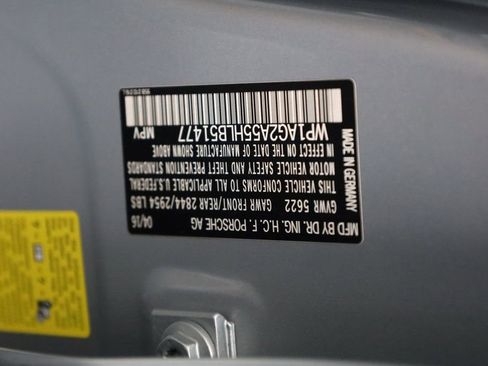 MFD BY DR. ING. H.C. F. PORSCHE AG 04/16
GVWR 5622 GAWR FRONT/REAR 2844/2954 LBS
THIS VEHICLE CONFORMS TO ALL APPLICABLE U.S. FEDERAL
MOTOR VEHICLE SAFETY AND THEFT PREVENTION STANDARDS
IN EFFECT ON THE DATE OF MANUFACTURE SHOWN ABOVE
WP1AG2A55HLB51477 MPV
MADE IN GERMANY